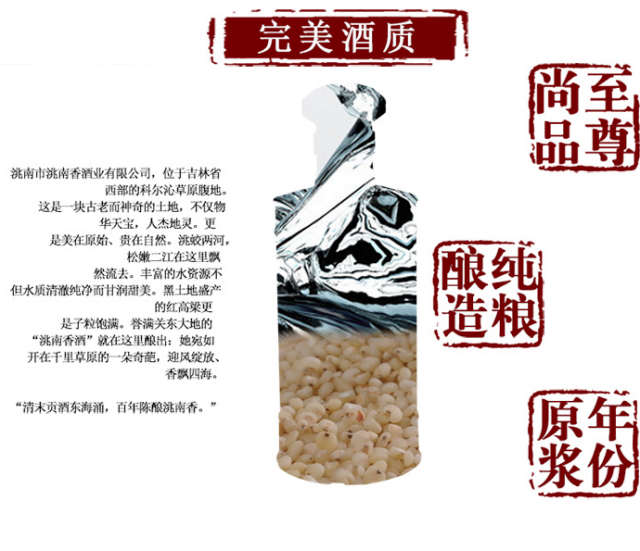 完美酒质
洮南市洮南香酒业有限公司，位于吉林省
西部的科尔沁草原腹地。
这是一块古老而神奇的土地，不仅物
华天宝，人杰地灵。更
是美在原始、贵在自然。洮蛟两河，
松嫩二江在这里飘
然流去。丰富的水资源不
但水质清澈纯净而甘润甜美。黑土地盛产
的红高粱更
是子粒饱满。誉满关东大地的
“洮南香酒”就在这里酿出：她宛如
开在千里草原的一朵奇葩，迎风绽放、
香飘四海。
“清末贡酒东海涌，百年陈酿洮南香。”
至尊
尚品
纯粮
酿造
年份
原浆